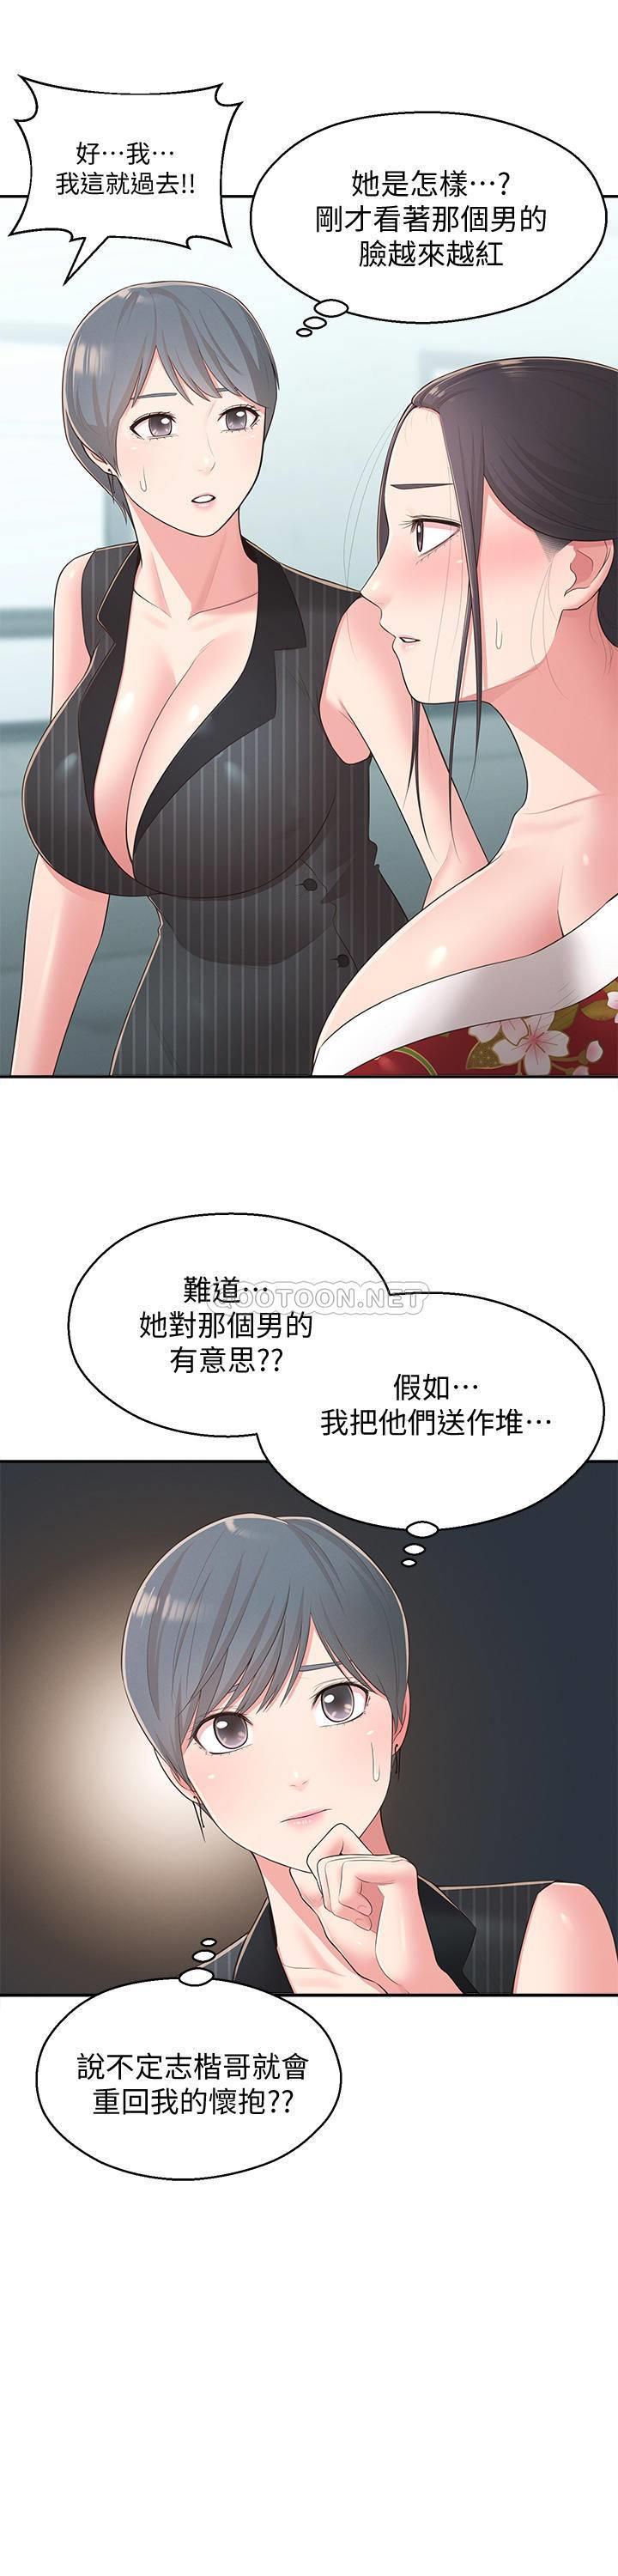 好⋯我⋯
我這就過去!!
她是怎樣⋯?
剛才看著那個男的
臉越來越紅
難道⋯
TOOTOON.NET
她對那個男的
有意思??
假如⋯
我把他們送作堆⋯
說不定志楷哥就會
重回我的懷抱??